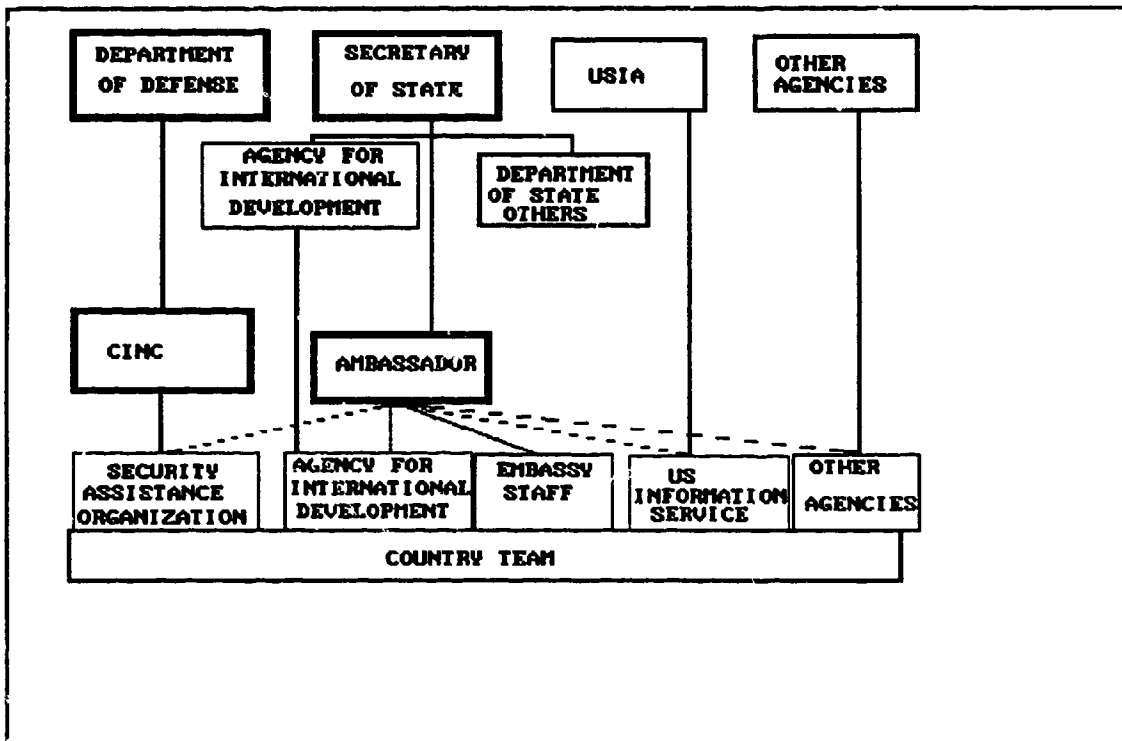 DEPARTMENT
OF DEFENSE
SECRETARY
OF STATE
USIA
OTHER
AGENCIES
AGENCY FOR
INTERNATIONAL
DEVELOPMENT
DEPARTMENT
OF STATE
OTHERS
CINC
AMBASSADOR
SECURITY
ASSISTANCE
ORGANIZATION
AGENCY FOR
INTERNATIONAL
DEVELOPMENT
EMBASSY
STAFF
US
INFORMATION
SERVICE
OTHER
AGENCIES
COUNTRY TEAM